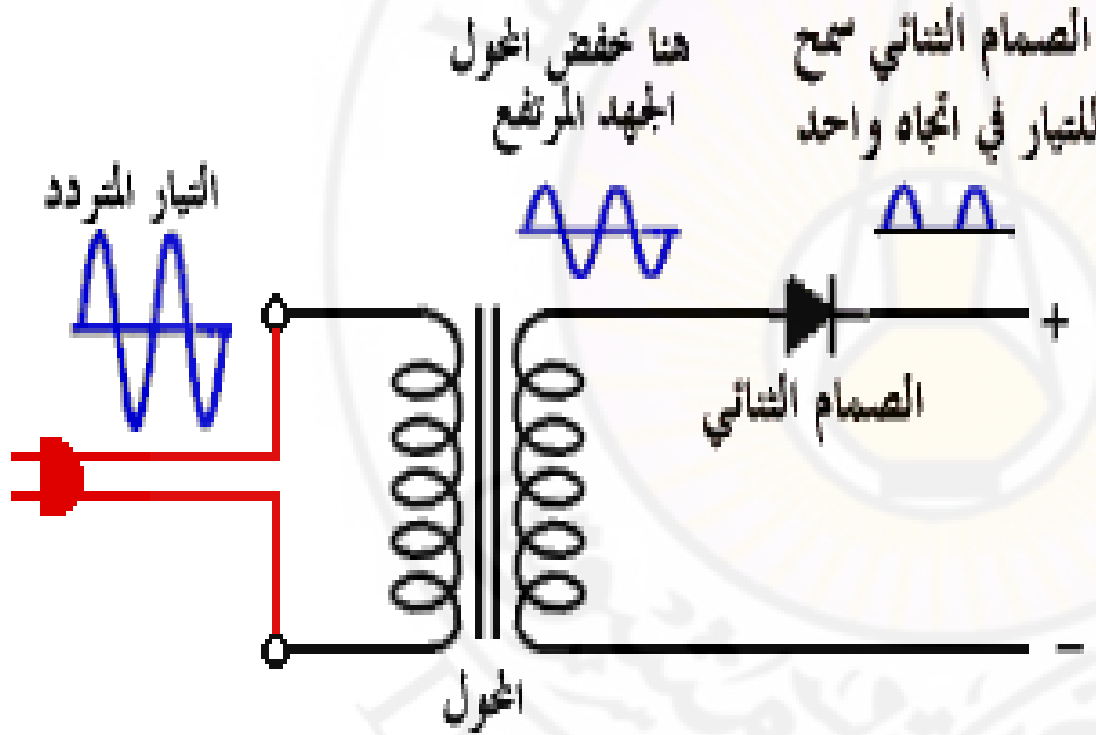 الصمام الثنائي سمح
للتيار في اتجاه واحد
هنا خفض المحول
الجهد المرتفع
التيار المتردد
+
الصمام الثنائي
−
المحول